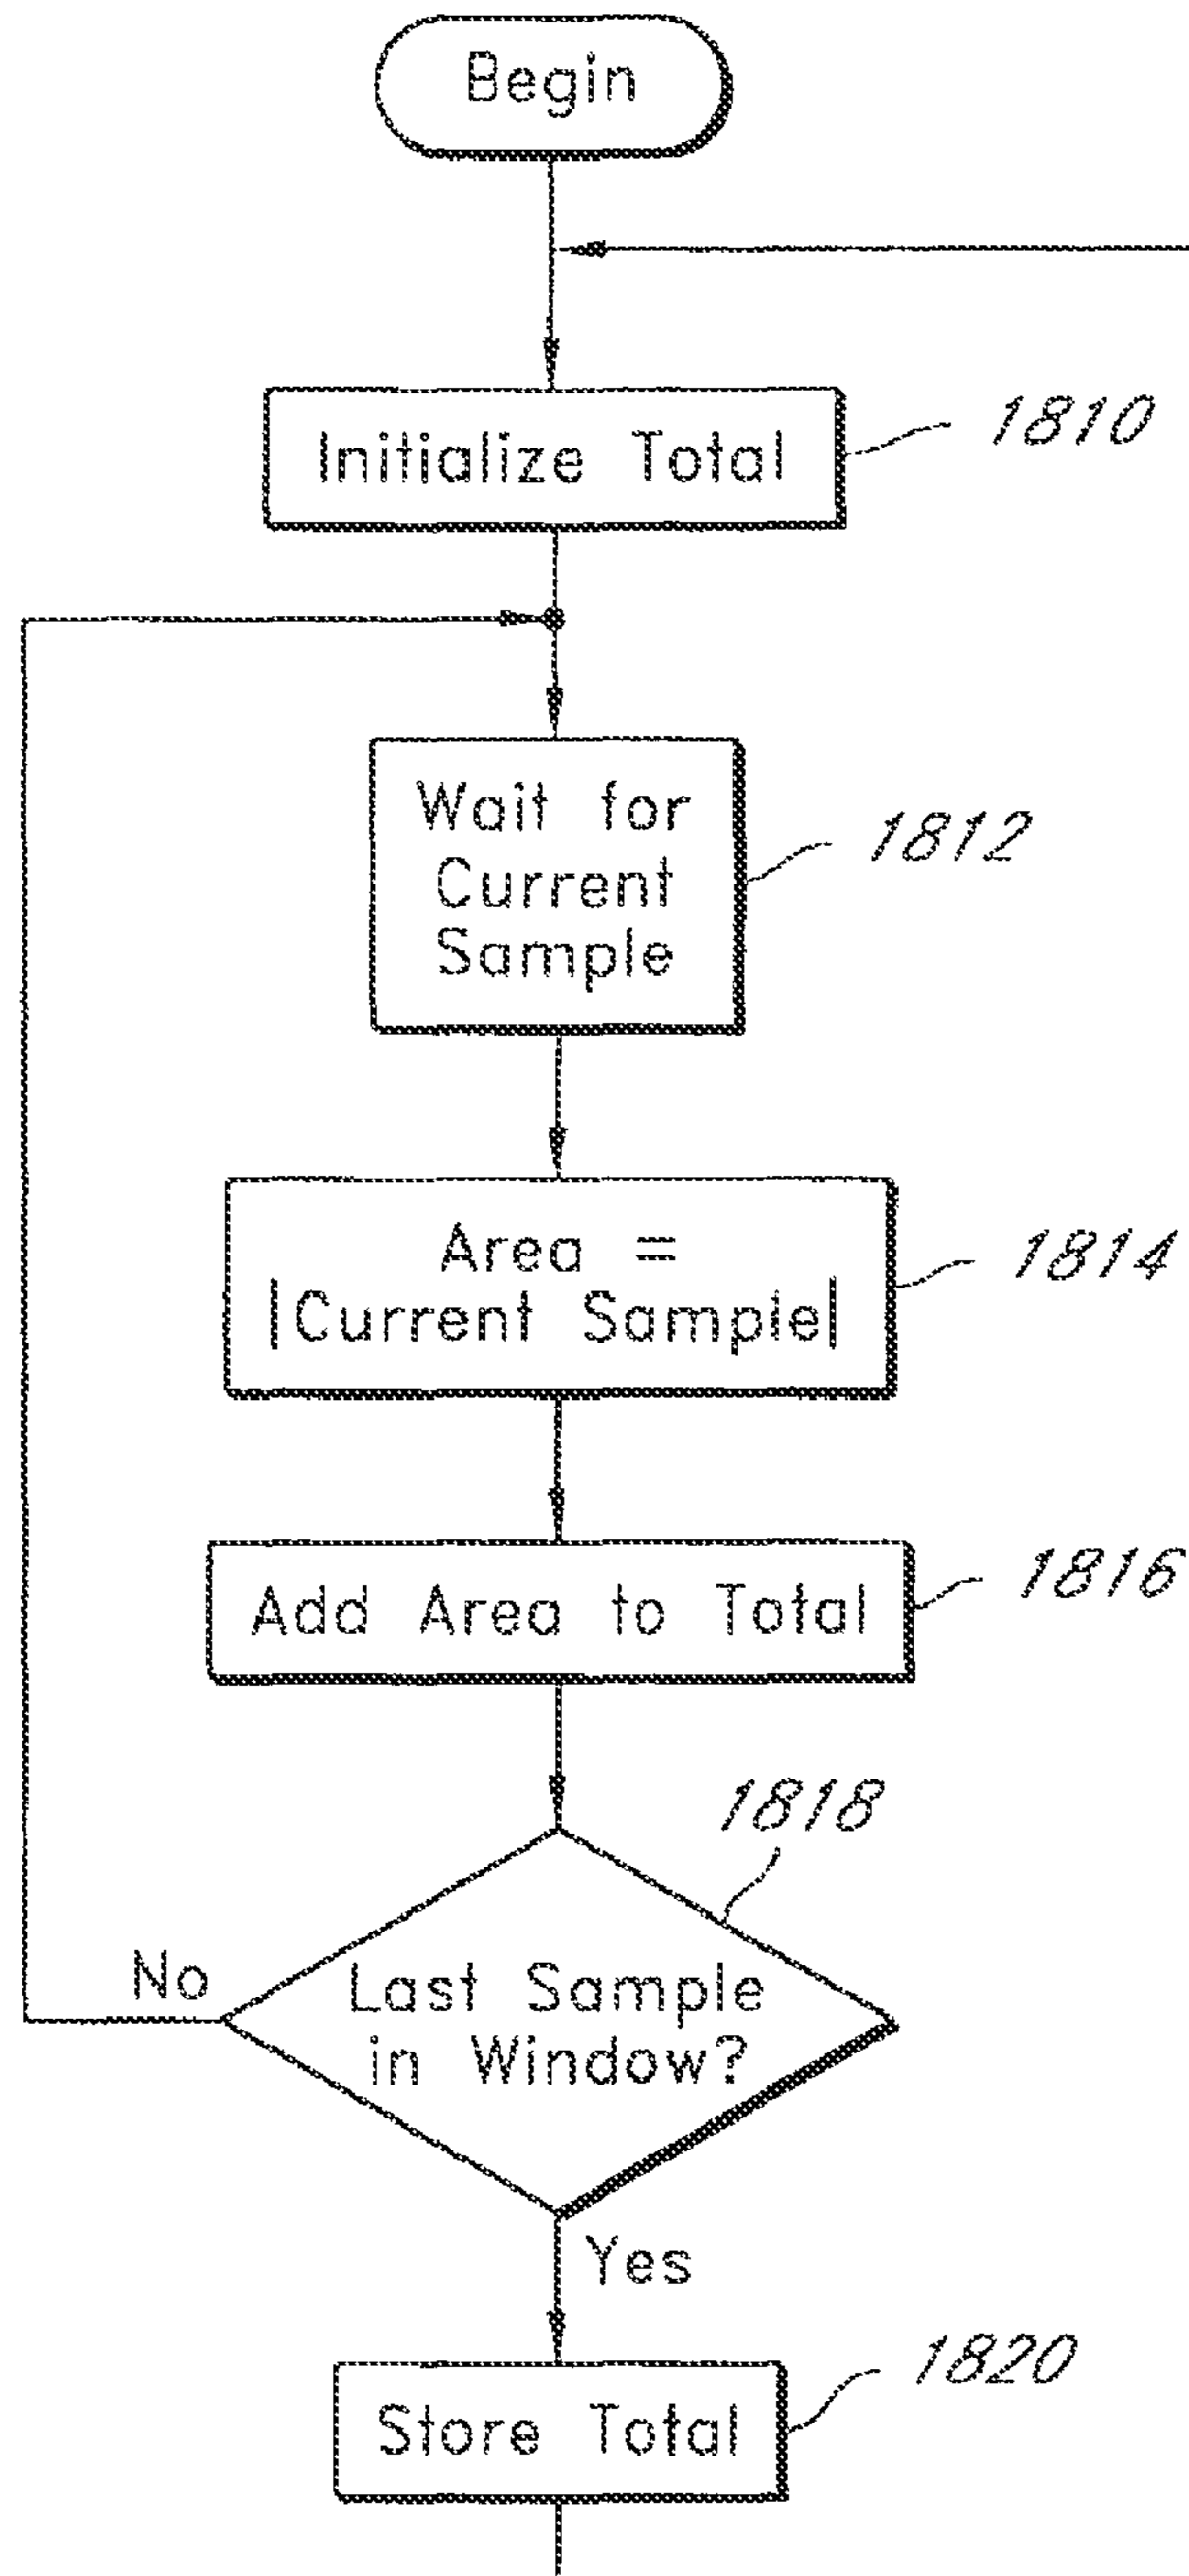 Begin
Initialize Total
1810
Wait for
Current
Sample
1812
Area =
|Current Sample|
1814
Add Area to Total
1816
1818
No
Last Sample
in Window?
Yes
1820
Store Total